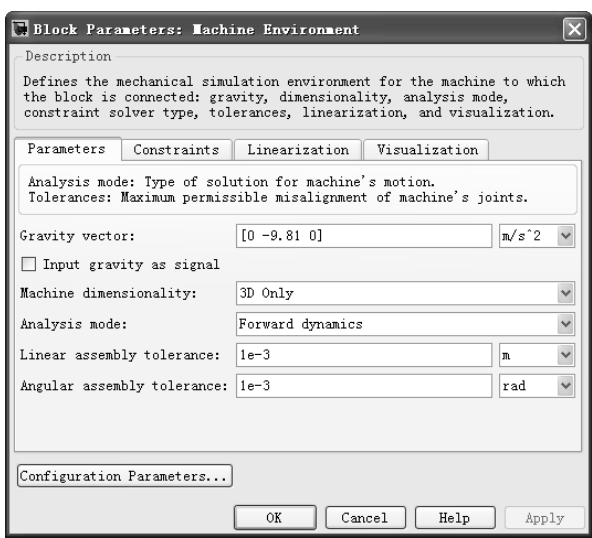 Block Parameters: Machine Environment
Description
Defines the mechanical simulation environment for the machine to which
the block is connected: gravity, dimensionality, analysis mode,
constraint solver type, tolerances, linearization, and visualization.
Parameters Constraints Linearization Visualization
Analysis mode: Type of solution for machine's motion.
Tolerances: Maximum permissible misalignment of machine's joints.
Gravity vector: [0 -9.81 0] m/s^2
Input gravity as signal
Machine dimensionality: 3D Only
Analysis mode: Forward dynamics
Linear assembly tolerance: 1e-3 m
Angular assembly tolerance: 1e-3 rad
Configuration Parameters...
OK Cancel Help Apply